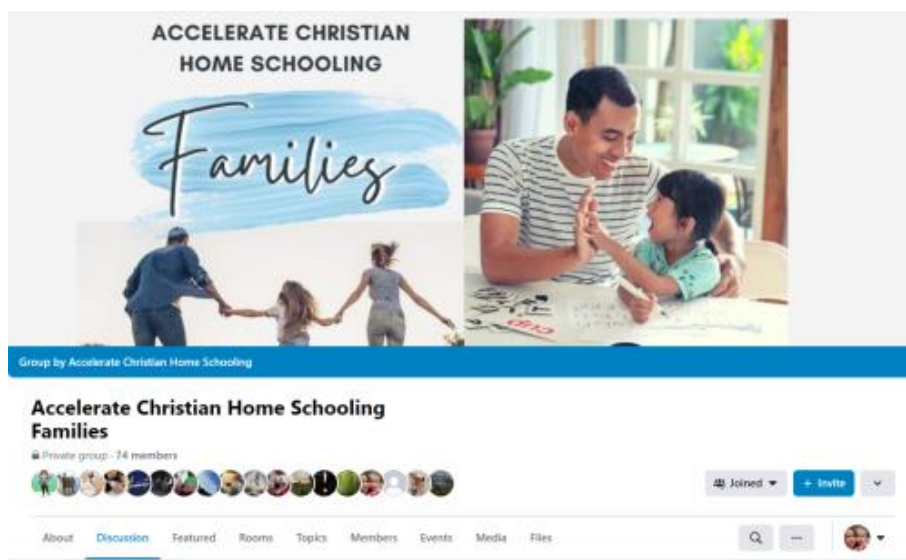 ACCELERATE CHRISTIAN
HOME SCHOOLING
Families
Group by Accelerate Christian Home Schooling
Accelerate Christian Home Schooling
Families
Private group · 74 members
Joined
+ Invite
About Discussion Featured Rooms Topics Members Events Media Files